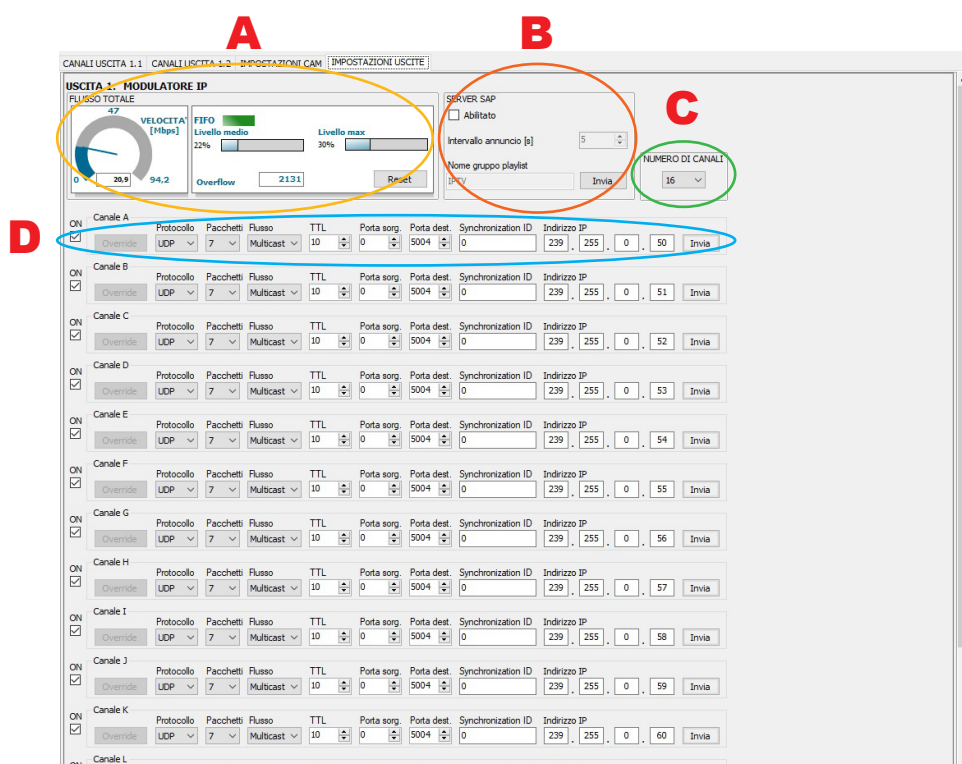 A
B
CANALI USCITA 1.1 CANALI USCITA 1.2 IMPOSTAZIONI CAM IMPOSTAZIONI USCITE
USCITA 1: MODULATORE IP
FLUSSO TOTALE
47
VELOCITA'
[Mbps]
0
20,9
94,2
FIFO
Livello medio
22%
Livello max
30%
Overflow 2131 Reset
SERVER SAP
Abilitato
Intervallo annuncio [s] 5
Nome gruppo playlist
IPTV Invia
C
NUMERO DI CANALI
16
D
ON Canale A
Protocollo Pacchetti Flusso TTL Porta sorg. Porta dest. Synchronization ID Indirizzo IP
Override UDP 7 Multicast 10 0 5004 0 239 . 255 . 0 . 50 Invia
ON Canale B
Protocollo Pacchetti Flusso TTL Porta sorg. Porta dest. Synchronization ID Indirizzo IP
Override UDP 7 Multicast 10 0 5004 0 239 . 255 . 0 . 51 Invia
ON Canale C
Protocollo Pacchetti Flusso TTL Porta sorg. Porta dest. Synchronization ID Indirizzo IP
Override UDP 7 Multicast 10 0 5004 0 239 . 255 . 0 . 52 Invia
ON Canale D
Protocollo Pacchetti Flusso TTL Porta sorg. Porta dest. Synchronization ID Indirizzo IP
Override UDP 7 Multicast 10 0 5004 0 239 . 255 . 0 . 53 Invia
ON Canale E
Protocollo Pacchetti Flusso TTL Porta sorg. Porta dest. Synchronization ID Indirizzo IP
Override UDP 7 Multicast 10 0 5004 0 239 . 255 . 0 . 54 Invia
ON Canale F
Protocollo Pacchetti Flusso TTL Porta sorg. Porta dest. Synchronization ID Indirizzo IP
Override UDP 7 Multicast 10 0 5004 0 239 . 255 . 0 . 55 Invia
ON Canale G
Protocollo Pacchetti Flusso TTL Porta sorg. Porta dest. Synchronization ID Indirizzo IP
Override UDP 7 Multicast 10 0 5004 0 239 . 255 . 0 . 56 Invia
ON Canale H
Protocollo Pacchetti Flusso TTL Porta sorg. Porta dest. Synchronization ID Indirizzo IP
Override UDP 7 Multicast 10 0 5004 0 239 . 255 . 0 . 57 Invia
ON Canale I
Protocollo Pacchetti Flusso TTL Porta sorg. Porta dest. Synchronization ID Indirizzo IP
Override UDP 7 Multicast 10 0 5004 0 239 . 255 . 0 . 58 Invia
ON Canale J
Protocollo Pacchetti Flusso TTL Porta sorg. Porta dest. Synchronization ID Indirizzo IP
Override UDP 7 Multicast 10 0 5004 0 239 . 255 . 0 . 59 Invia
ON Canale K
Protocollo Pacchetti Flusso TTL Porta sorg. Porta dest. Synchronization ID Indirizzo IP
Override UDP 7 Multicast 10 0 5004 0 239 . 255 . 0 . 60 Invia
ON Canale L